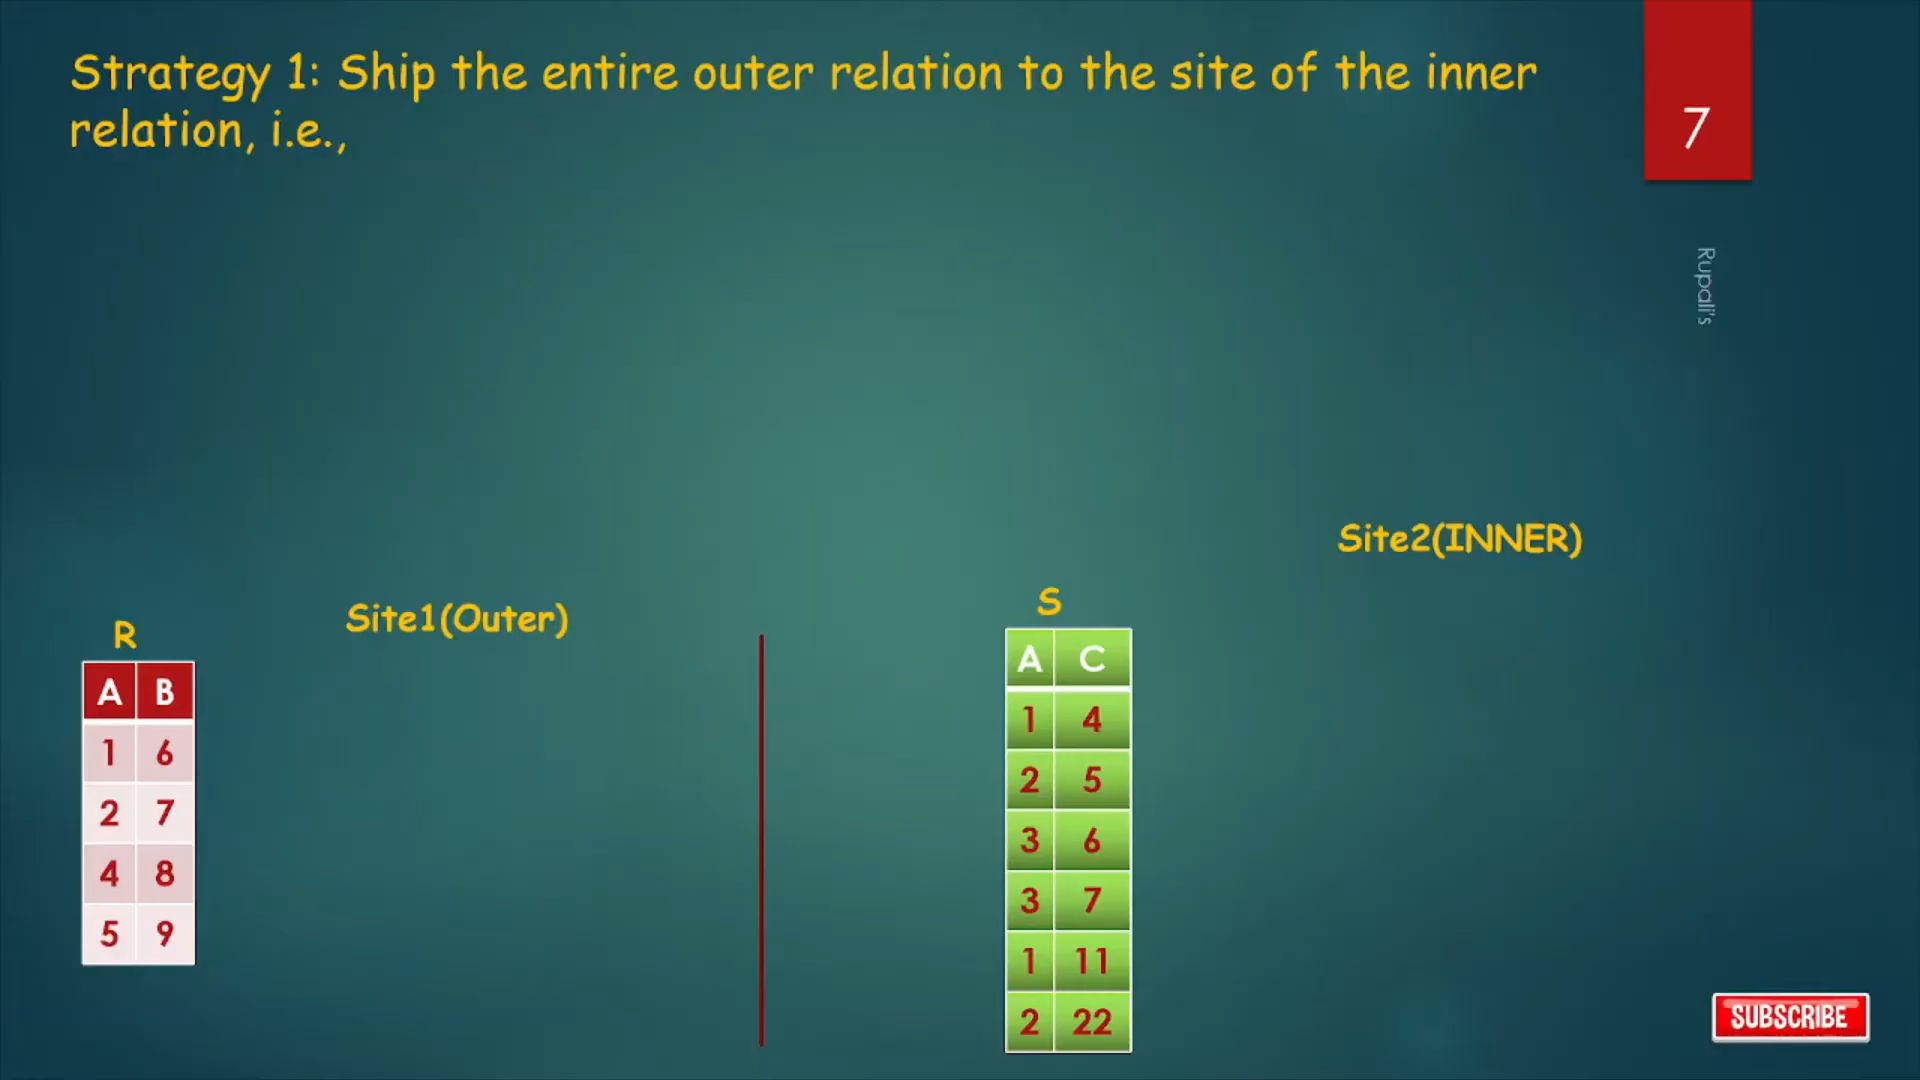 Strategy 1: Ship the entire outer relation to the site of the inner
relation, i.e.,
7
Rupali's
Site2(INNER)
Site1(Outer)
R
A B
1 6
2 7
4 8
5 9
S
A C
1 4
2 5
3 6
3 7
1 11
2 22
SUBSCRIBE